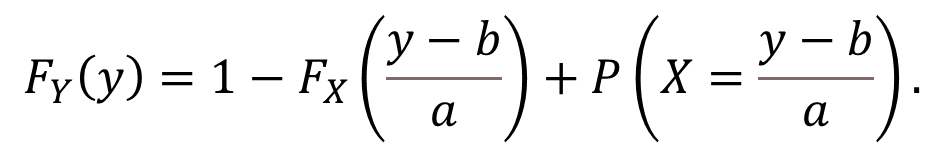 F_Y(y) = 1 − F_X((y − b)/a) + P(X = (y − b)/a).